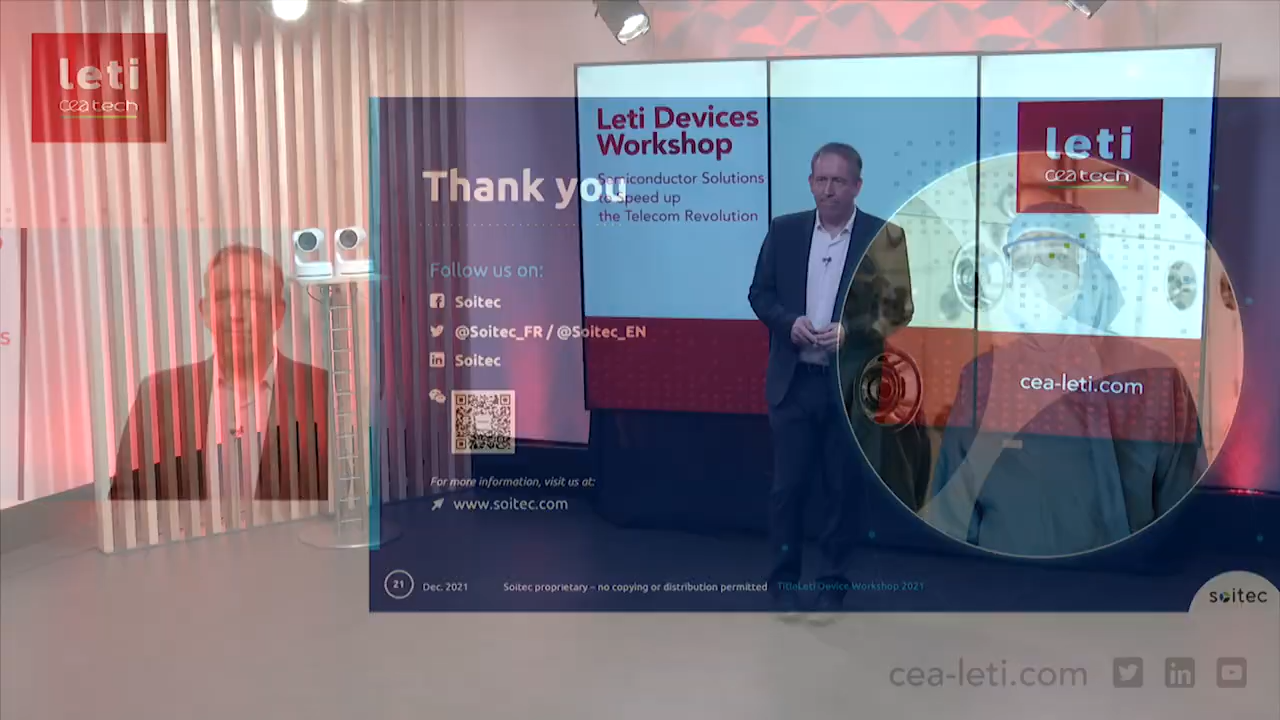 leti
cea tech
Leti Devices
Workshop
Semiconductor Solutions
to Speed up
the Telecom Revolution
leti
cea tech
cea-leti.com
Thank you
Follow us on:
Soitec
@Soitec_FR / @Soitec_EN
Soitec
For more information, visit us at:
www.soitec.com
21
Dec. 2021
Soitec proprietary – no copying or distribution permitted
TitleLeti Device Workshop 2021
soitec
S
cea-leti.com